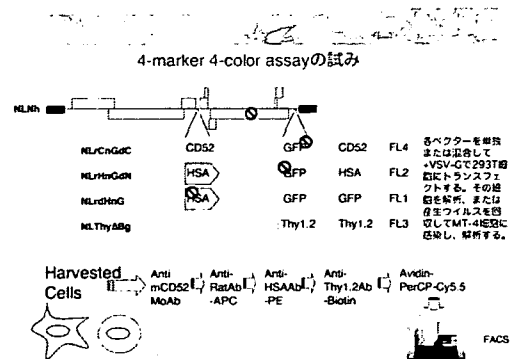 4-marker 4-color assayの試み
NLNh
NLrCnGdC CD52 GFP CD52 FL4
NLrHnGdN HSA GFP HSA FL2
NLrdHnG HSA GFP GFP FL1
NLThyΔBg Thy1.2 Thy1.2 FL3
各ベクターを単独
または混合して
+VSV-Gで293T細
胞にトランスフェ
クトする。その細
胞を解析、または
産生ウイルスを回
収してMT-4細胞に
感染し、解析する。
Harvested
Cells
Anti
mCD52
MoAb
Anti-
RatAb
-APC
Anti-
HSAAb
-PE
Anti-
Thy1.2Ab
-Biotin
Avidin-
PerCP-Cy5.5
FACS